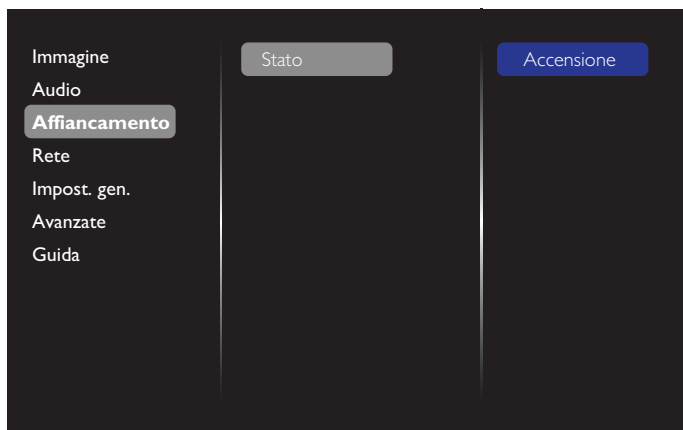 Immagine
Audio
Affiancamento
Rete
Impost. gen.
Avanzate
Guida
Stato
Accensione